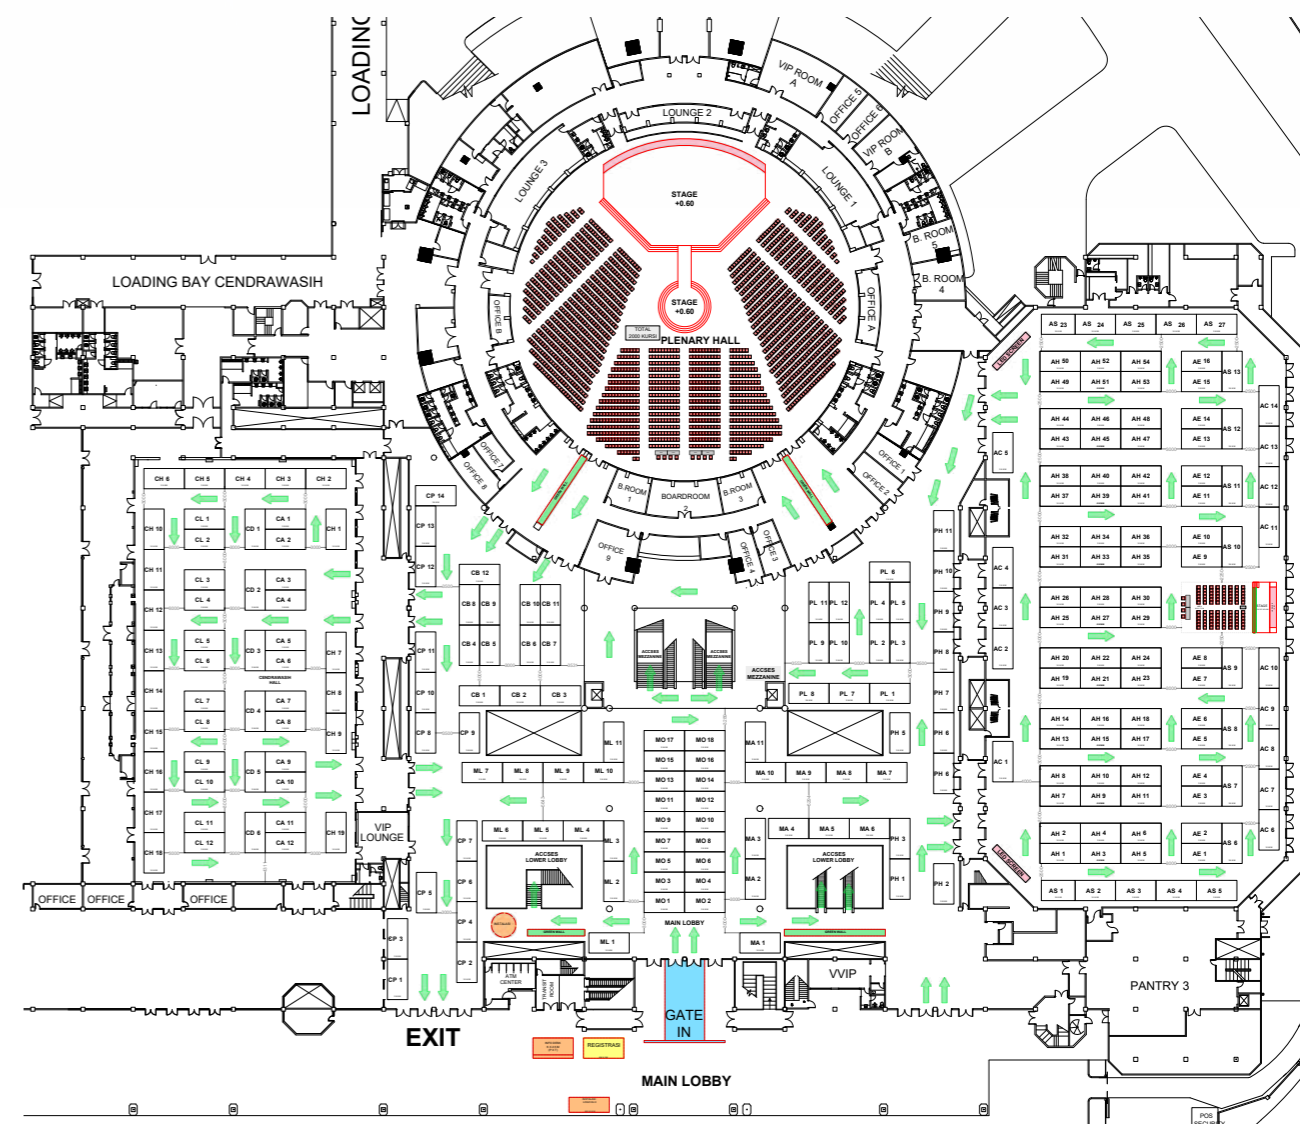 LOADING
LOADING BAY CENDRAWASIH
VIP ROOM
A
OFFICE 5
OFFICE 6
VIP ROOM
B
LOUNGE 2
LOUNGE 3
LOUNGE 1
STAGE
+0.60
B. ROOM
5
B. ROOM
4
OFFICE B
OFFICE A
STAGE
+0.60
TOTAL
2000 KURSI
PLENARY HALL
OFFICE 7
OFFICE 8
OFFICE 1
OFFICE 2
B.ROOM
1
BOARDROOM
2
B.ROOM
3
OFFICE
9
OFFICE 4
OFFICE 3
LED SCREEN
AS 23 AS 24 AS 25 AS 26 AS 27
AH 50 AH 52 AH 54 AE 16
AS 13
AH 49 AH 51 AH 53 AE 15
AC 14
AH 44 AH 46 AH 48 AE 14
AS 12
AH 43 AH 45 AH 47 AE 13
AC 13
AC 5
AH 38 AH 40 AH 42 AE 12
AS 11 AC 12
AH 37 AH 39 AH 41 AE 11
AC 11
AH 32 AH 34 AH 36 AE 10
AS 10
AH 31 AH 33 AH 35 AE 9
AC 4
AH 26 AH 28 AH 30
AC 3
AH 25 AH 27 AH 29
AC 2
AH 20 AH 22 AH 24 AE 8
AS 9 AC 10
AH 19 AH 21 AH 23 AE 7
AC 9
AH 14 AH 16 AH 18 AE 6
AS 8
AH 13 AH 15 AH 17 AE 5
AC 8
AC 1
AH 8 AH 10 AH 12 AE 4
AS 7 AC 7
AH 7 AH 9 AH 11 AE 3
AC 6
AH 2 AH 4 AH 6 AE 2
AS 6
AH 1 AH 3 AH 5 AE 1
LED SCREEN
AS 1 AS 2 AS 3 AS 4 AS 5
CH 6 CH 5 CH 4 CH 3 CH 2
CH 10 CL 1 CD 1 CA 1 CH 1
CL 2 CA 2
CH 11
CL 3 CD 2 CA 3
CH 12 CL 4 CA 4
CL 5 CD 3 CA 5
CH 13 CL 6 CA 6 CH 7
CENDRAWASIH
HALL
CH 14 CL 7 CD 4 CA 7 CH 8
CH 15 CL 8 CA 8 CH 9
CH 16 CL 9 CD 5 CA 9
CL 10 CA 10
CH 17 CL 11 CD 6 CA 11 CH 19
CH 18 CL 12 CA 12
VIP
LOUNGE
OFFICE OFFICE OFFICE
CP 14
CP 13
CP 12
CP 11
CP 10
CP 8 CP 9
CP 7
CP 6
CP 5
CP 4
CP 3
CP 2
CP 1
CB 12
CB 8 CB 9 CB 10 CB 11
CB 4 CB 5 CB 6 CB 7
CB 1 CB 2 CB 3
ACCSES
MEZZANINE
ACCSES
MEZZANINE
ACCSES
MEZZANINE
PL 6
PL 11 PL 12 PL 4 PL 5
PL 9 PL 10 PL 2 PL 3
PL 8 PL 7 PL 1
PH 11
PH 10
PH 9
PH 8
PH 7
PH 6
PH 5
PH 6
PH 3
PH 1
PH 2
ML 11
ML 7 ML 8 ML 9 ML 10
ML 6 ML 5 ML 4 ML 3
ML 2
ML 1
MO 17 MO 18
MO 15 MO 16
MO 13 MO 14
MO 11 MO 12
MO 9 MO 10
MO 7 MO 8
MO 5 MO 6
MO 3 MO 4
MO 1 MO 2
MAIN LOBBY
MA 11
MA 10 MA 9 MA 8 MA 7
MA 3 MA 4 MA 5 MA 6
MA 2
MA 1
ACCSES
LOWER LOBBY
ACCSES
LOWER LOBBY
GREEN WALL
GREEN WALL
ATM
CENTER
TRANSIT
ROOM
VVIP
PANTRY 3
GATE
IN
EXIT
REGISTRASI
MAIN LOBBY
POS
SECURITY